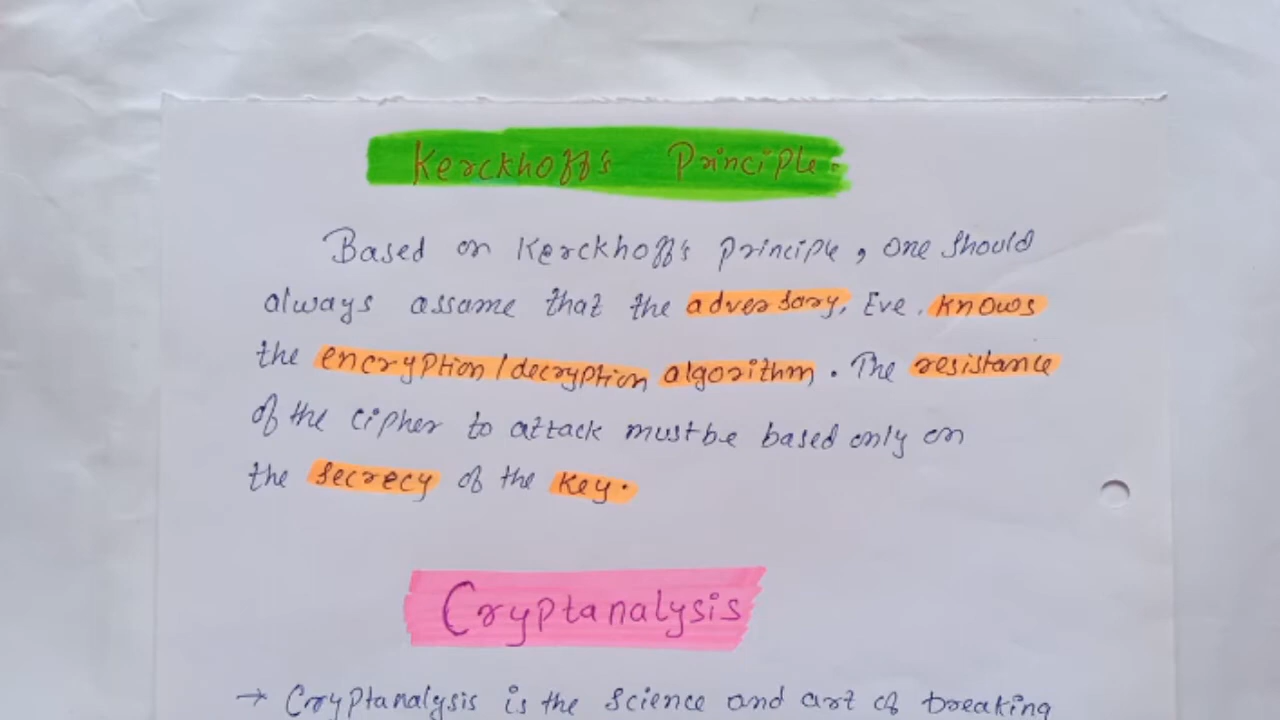 Kerckhoff's Principle.
Based on Kerckhoff's principle, one should
always assame that the adversary, Eve, knows
the encryption/decryption algorithm. The resistance
of the cipher to attack must be based only on
the secrecy of the key.
Cryptanalysis
→ Cryptanalysis is the science and art of breaking